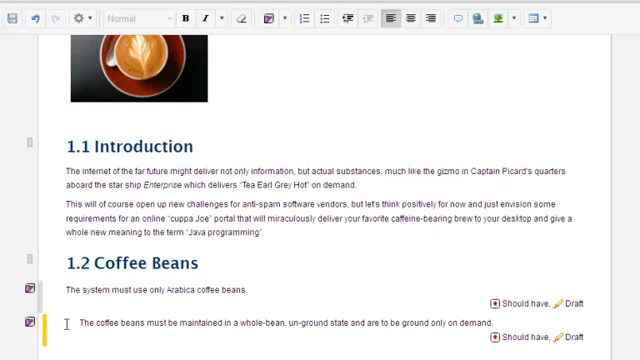 Normal B I
1.1 Introduction
The internet of the far future might deliver not only information, but actual substances, much like the gizmo in Captain Picard's quarters
aboard the star ship Enterprise which delivers "Tea Earl Grey Hot" on demand.
This will of course open up new challenges for anti-spam software vendors, but let's think positively for now and just envision some
requirements for an online "cuppa Joe" portal that will miraculously deliver your favorite caffeine-bearing brew to your desktop and give a
whole new meaning to the term "Java programming".
1.2 Coffee Beans
The system must use only Arabica coffee beans.
Should have, Draft
The coffee beans must be maintained in a whole-bean, un-ground state and are to be ground only on demand.
Should have, Draft